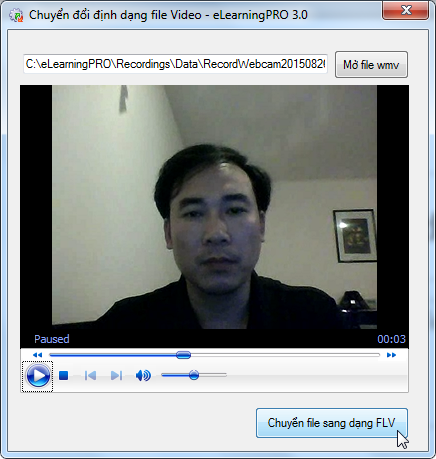 Chuyển đổi định dạng file Video - eLearningPRO 3.0
C:\eLearningPRO\Recordings\Data\RecordWebcam2015082 Mở file wmv
Paused 00:03
Chuyển file sang dạng FLV